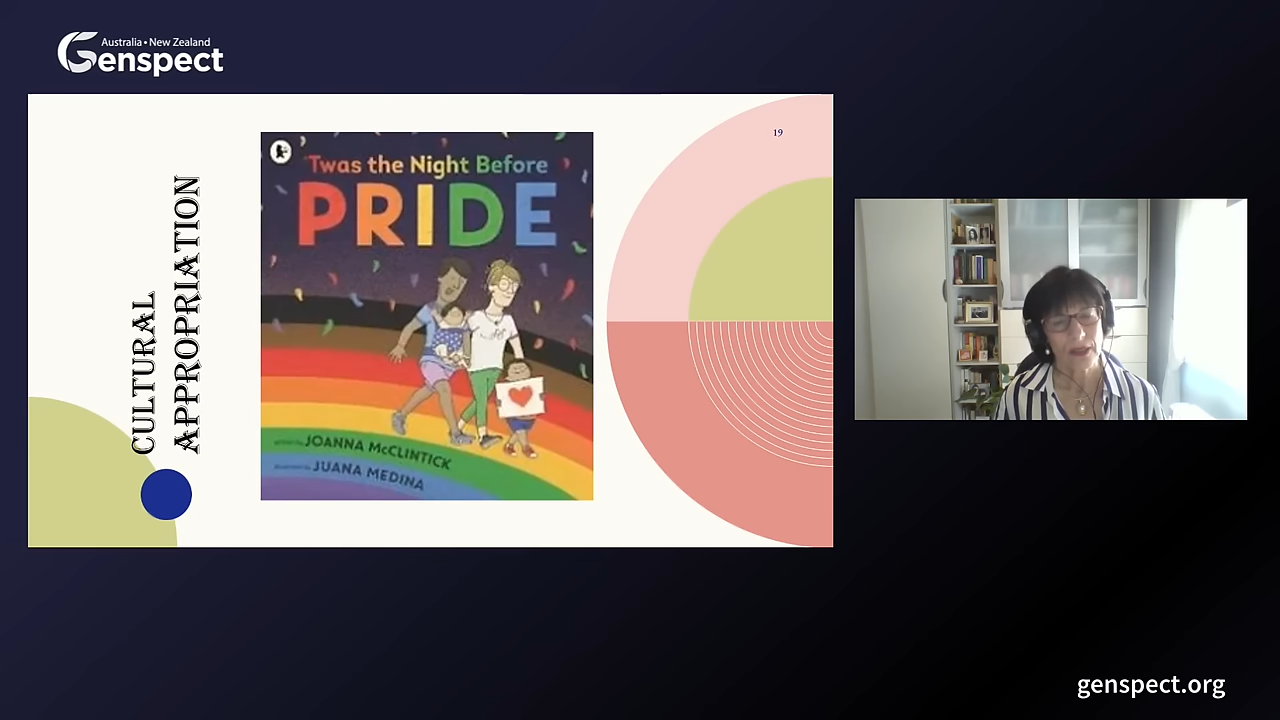 Australia • New Zealand
Genspect
19
CULTURAL
APPROPRIATION
'Twas the Night Before
PRIDE
JOANNA McCLINTICK
JUANA MEDINA
genspect.org